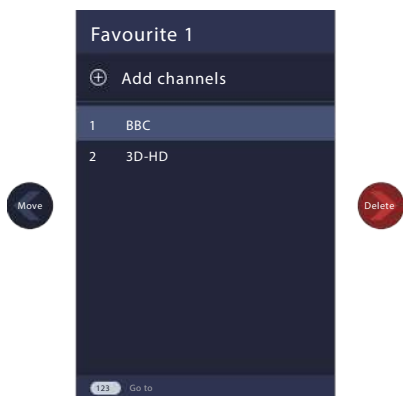 Favourite 1
Add channels
1 BBC
2 3D-HD
Move
Delete
123 Go to